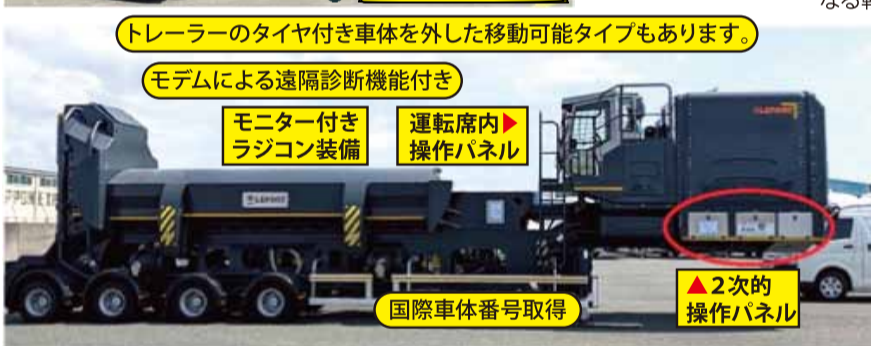 なる
トレーラーのタイヤ付き車体を外した移動可能タイプもあります。
モデムによる遠隔診断機能付き
モニター付き
ラジコン装備
運転席内▶
操作パネル
LEFORT
LEFORT
国際車体番号取得
▲2次的
操作パネル